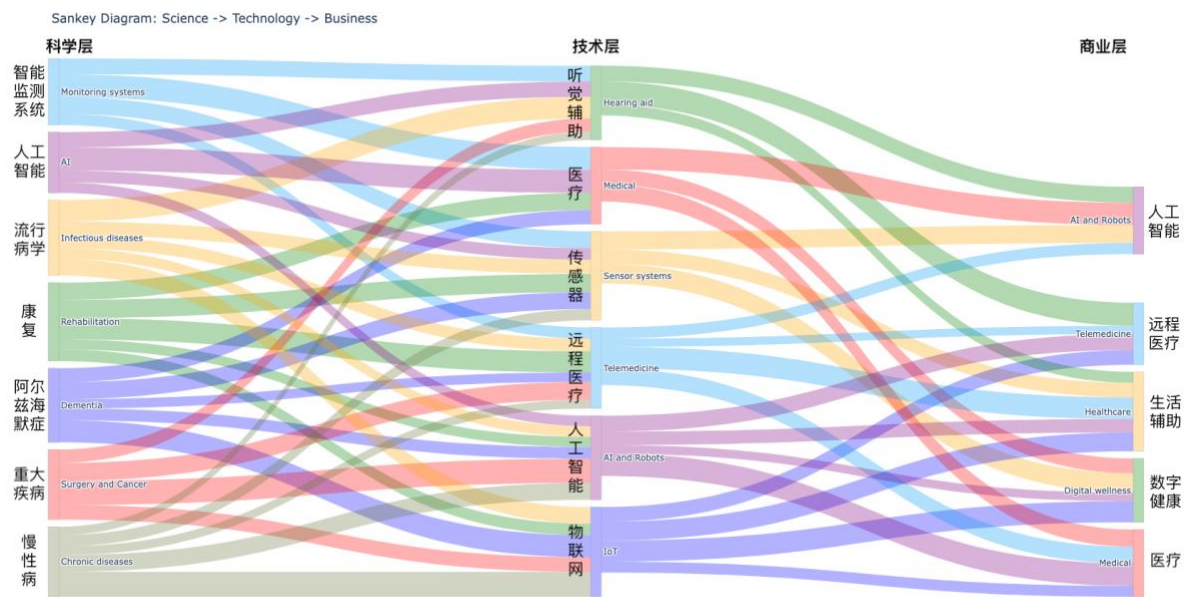 Sankey Diagram: Science -> Technology -> Business
科学层
技术层
商业层
智能
监测
系统
Monitoring systems
人工
智能
AI
流行
病学
Infectious diseases
康
复
Rehabilitation
阿尔
兹海
默症
Dementia
重大
疾病
Surgery and Cancer
慢
性
病
Chronic diseases
听
觉
辅
助
Hearing aid
医
疗
Medical
传
感
器
Sensor systems
远
程
医
疗
Telemedicine
人
工
智
能
AI and Robots
物
联
网
IoT
AI and Robots
人工
智能
Telemedicine
远程
医疗
Healthcare
生活
辅助
Digital wellness
数字
健康
Medical
医疗